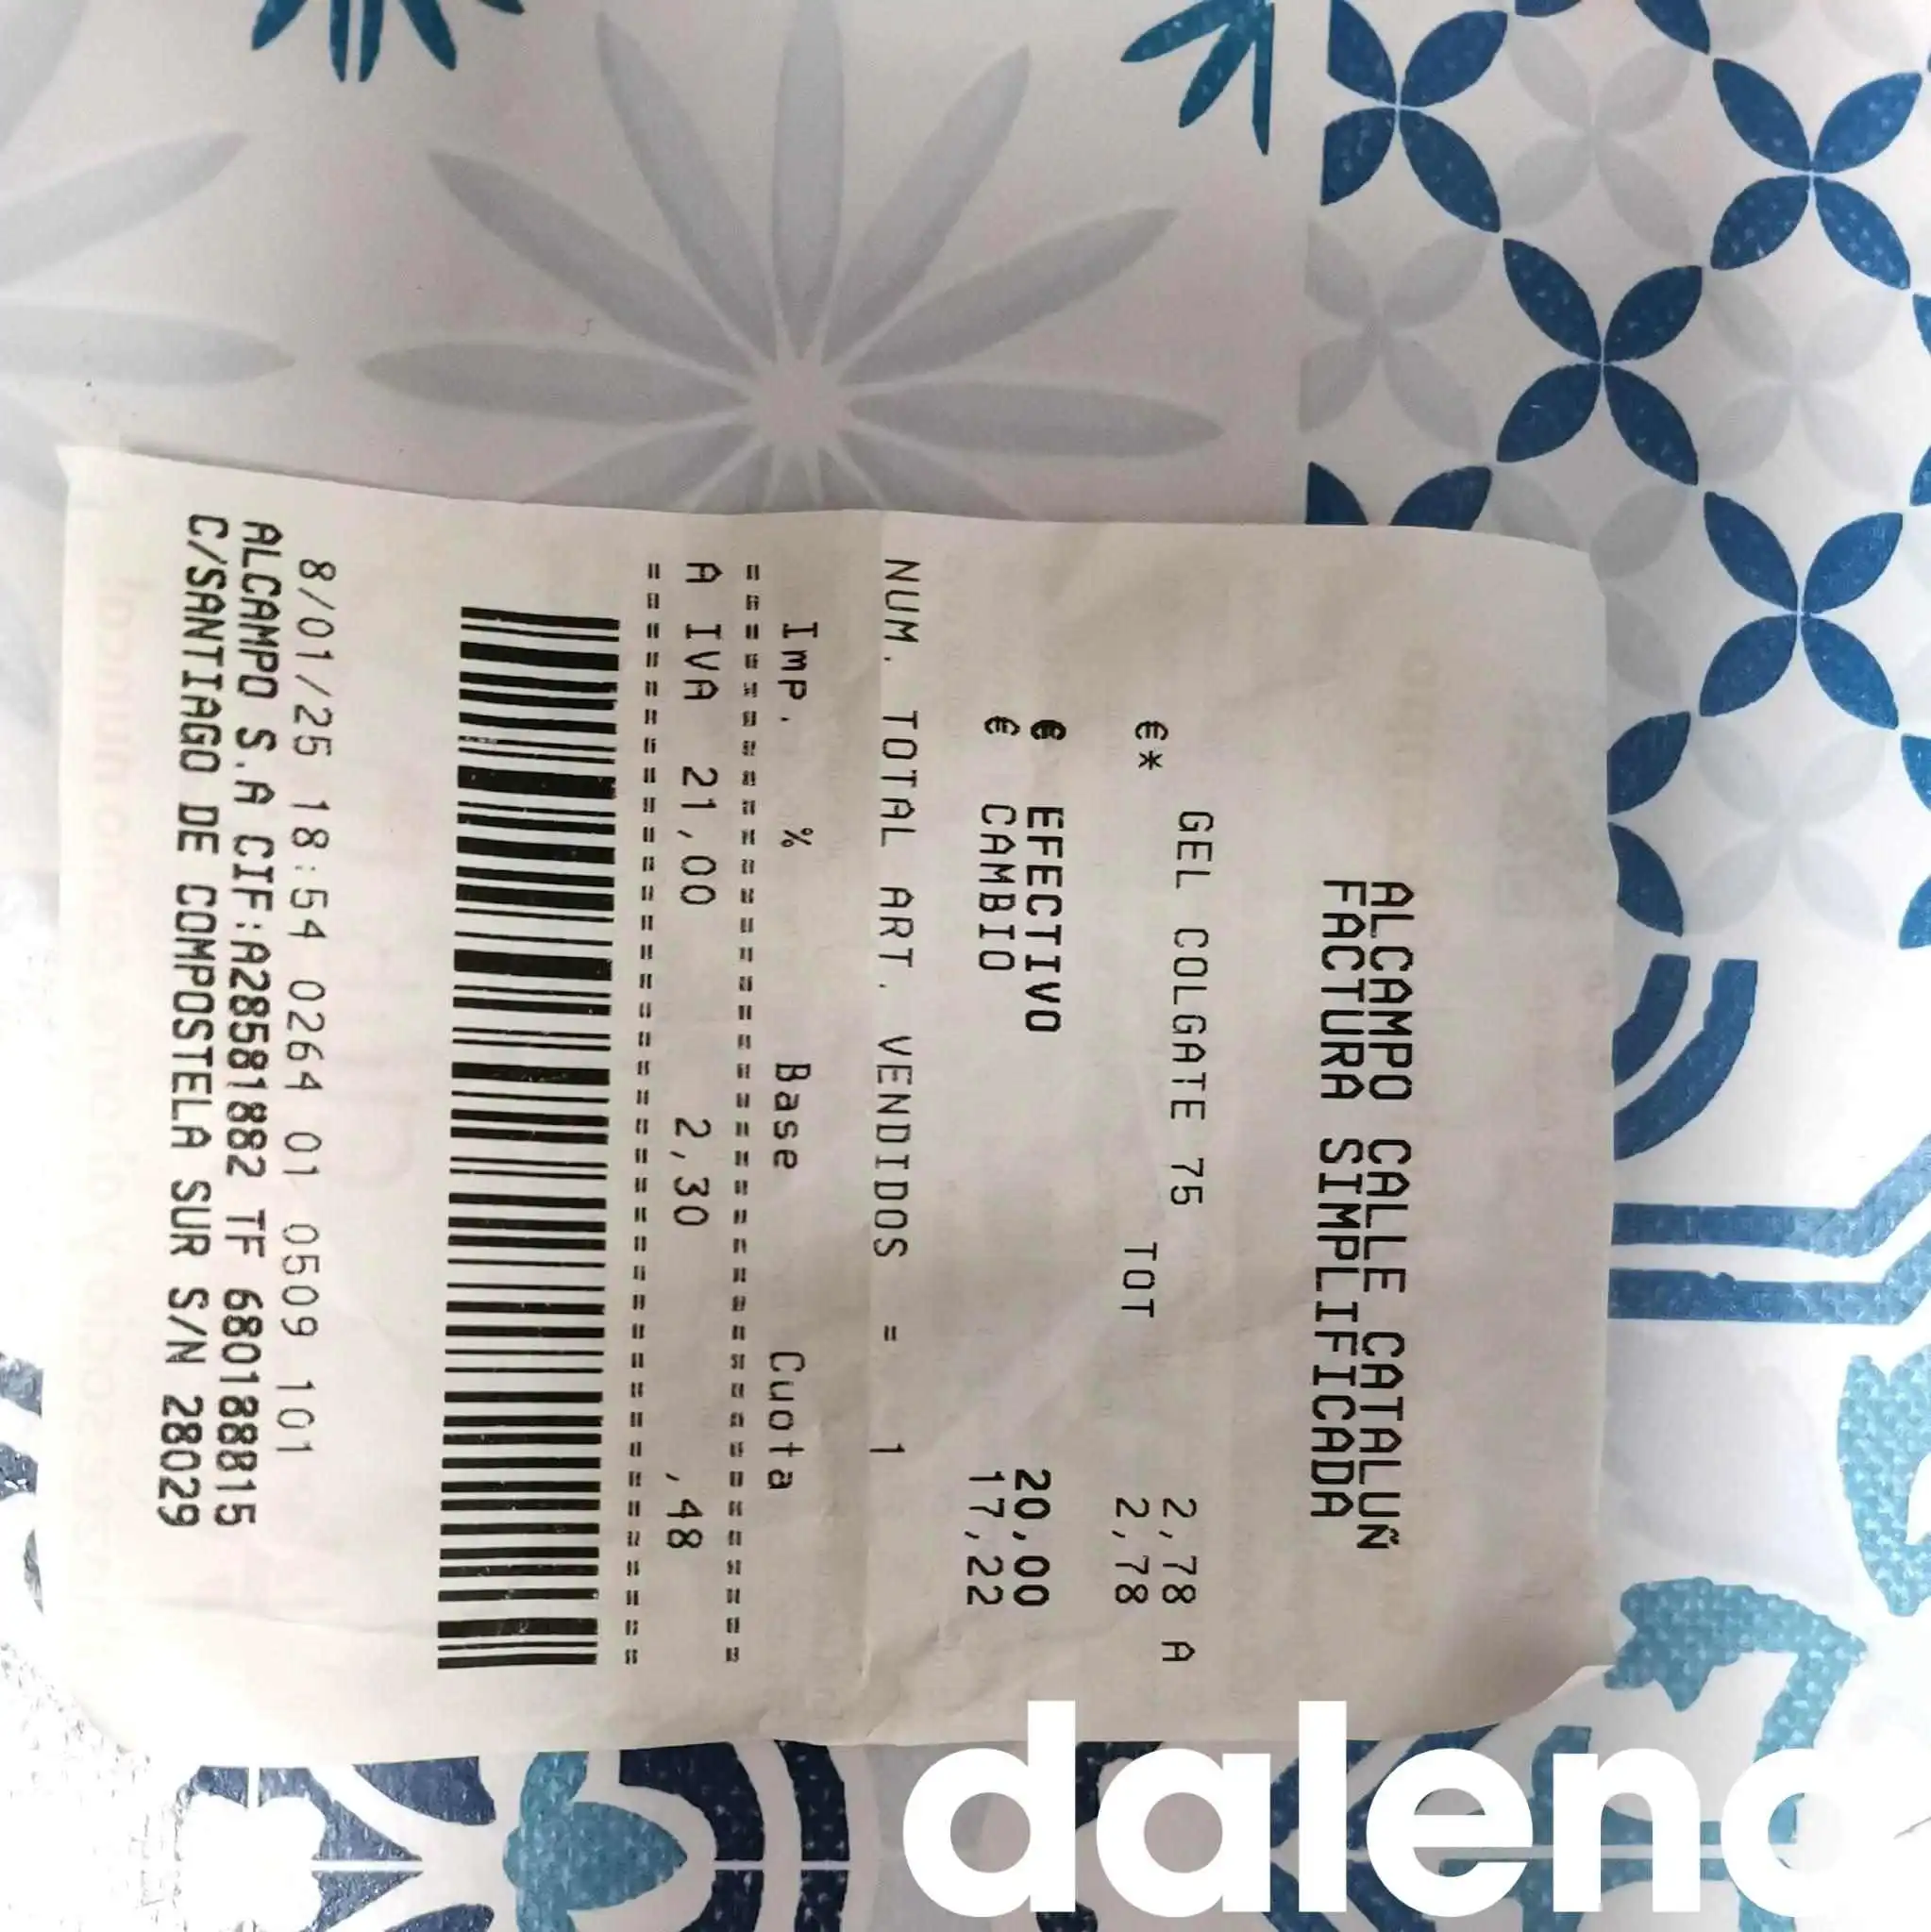 ALCAMPO CALLE CATALUÑ
FACTURA SIMPLIFICADA
GEL COLGATE 75 2,78 A
€* TOT 2,78
€ EFECTIVO 20,00
€ CAMBIO 17,22
NUM. TOTAL ART. VENDIDOS = 1
Imp. % Base Cuota
======================================
A IVA 21,00 2,30 ,48
======================================
8/01/25 18:54 0264 01 0509 101
ALCAMPO S.A CIF:A28581882 TF 680188815
C/SANTIAGO DE COMPOSTELA SUR S/N 28029
daleno